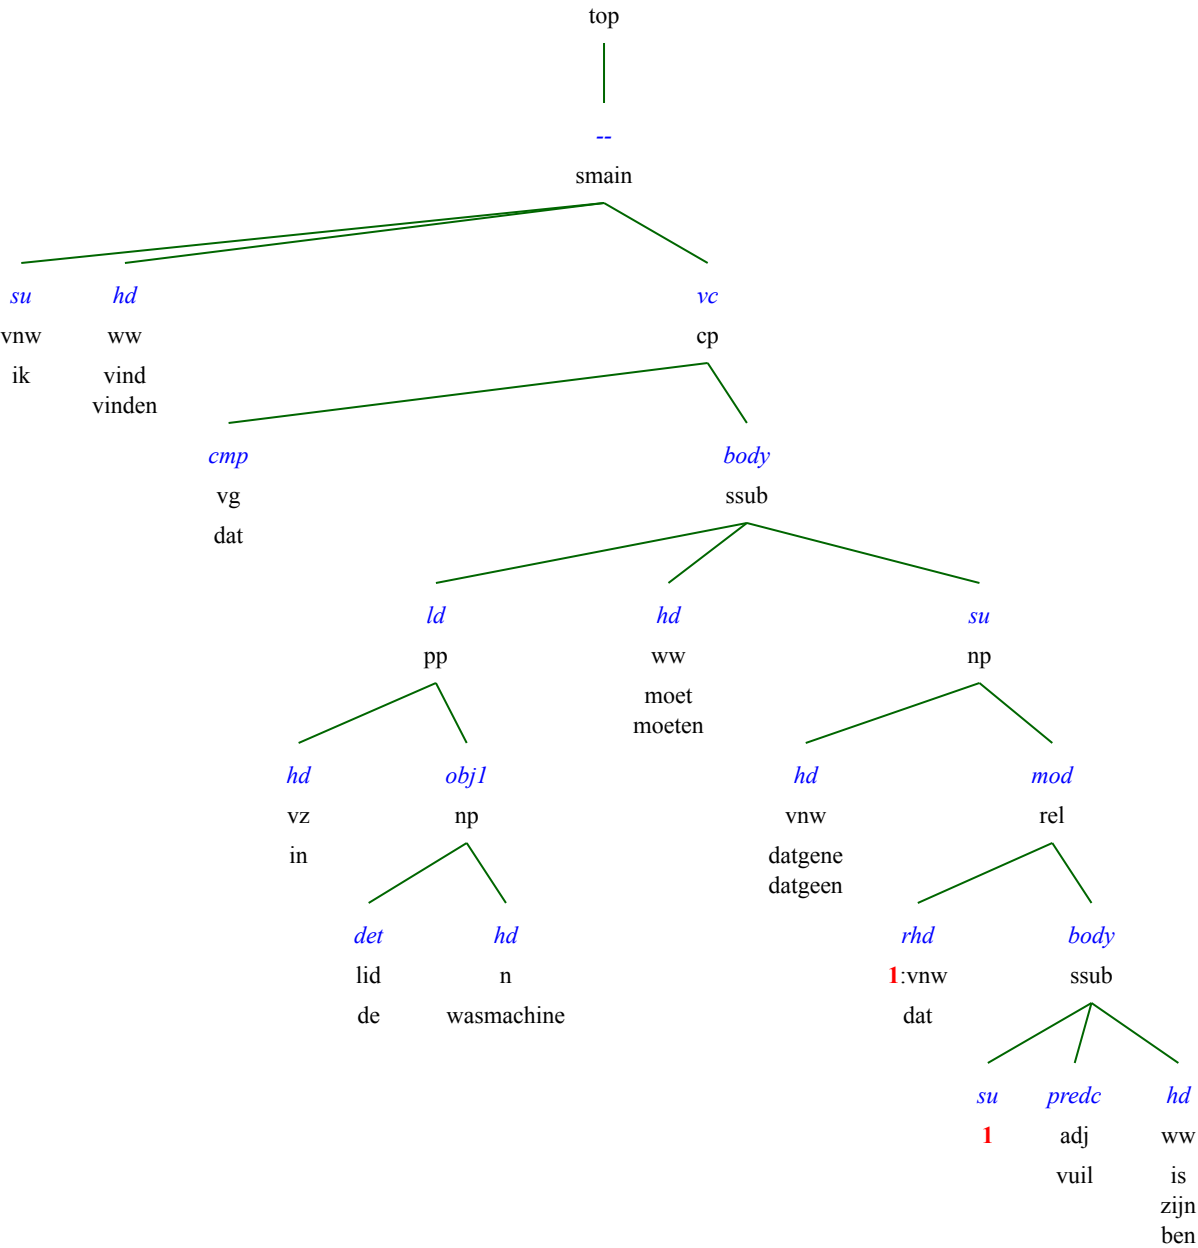 top
--
smain
su hd vc
vnw ww cp
ik vind
vinden
cmp body
vg ssub
dat
ld hd su
pp ww np
moet
moeten
hd obj1 hd mod
vz np vnw rel
in datgene
datgeen
det hd rhd body
lid n 1:vnw ssub
de wasmachine dat
su predc hd
1 adj ww
vuil is
zijn
ben